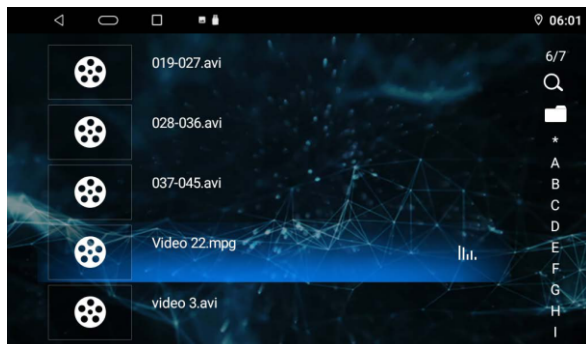 06:01
019-027.avi
028-036.avi
037-045.avi
Video 22.mpg
video 3.avi
6/7
*
A
B
C
D
E
F
G
H
I